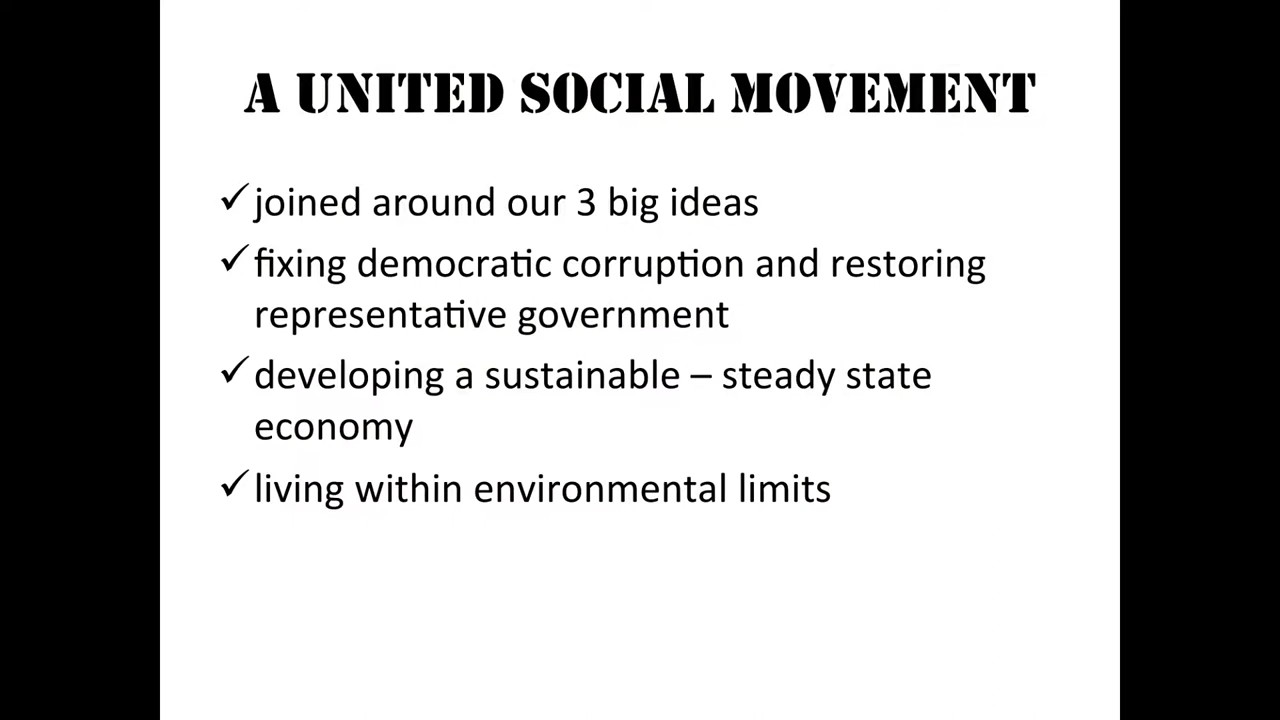 A UNITED SOCIAL MOVEMENT
✓joined around our 3 big ideas
✓fixing democratic corruption and restoring
representative government
✓developing a sustainable – steady state
economy
✓living within environmental limits